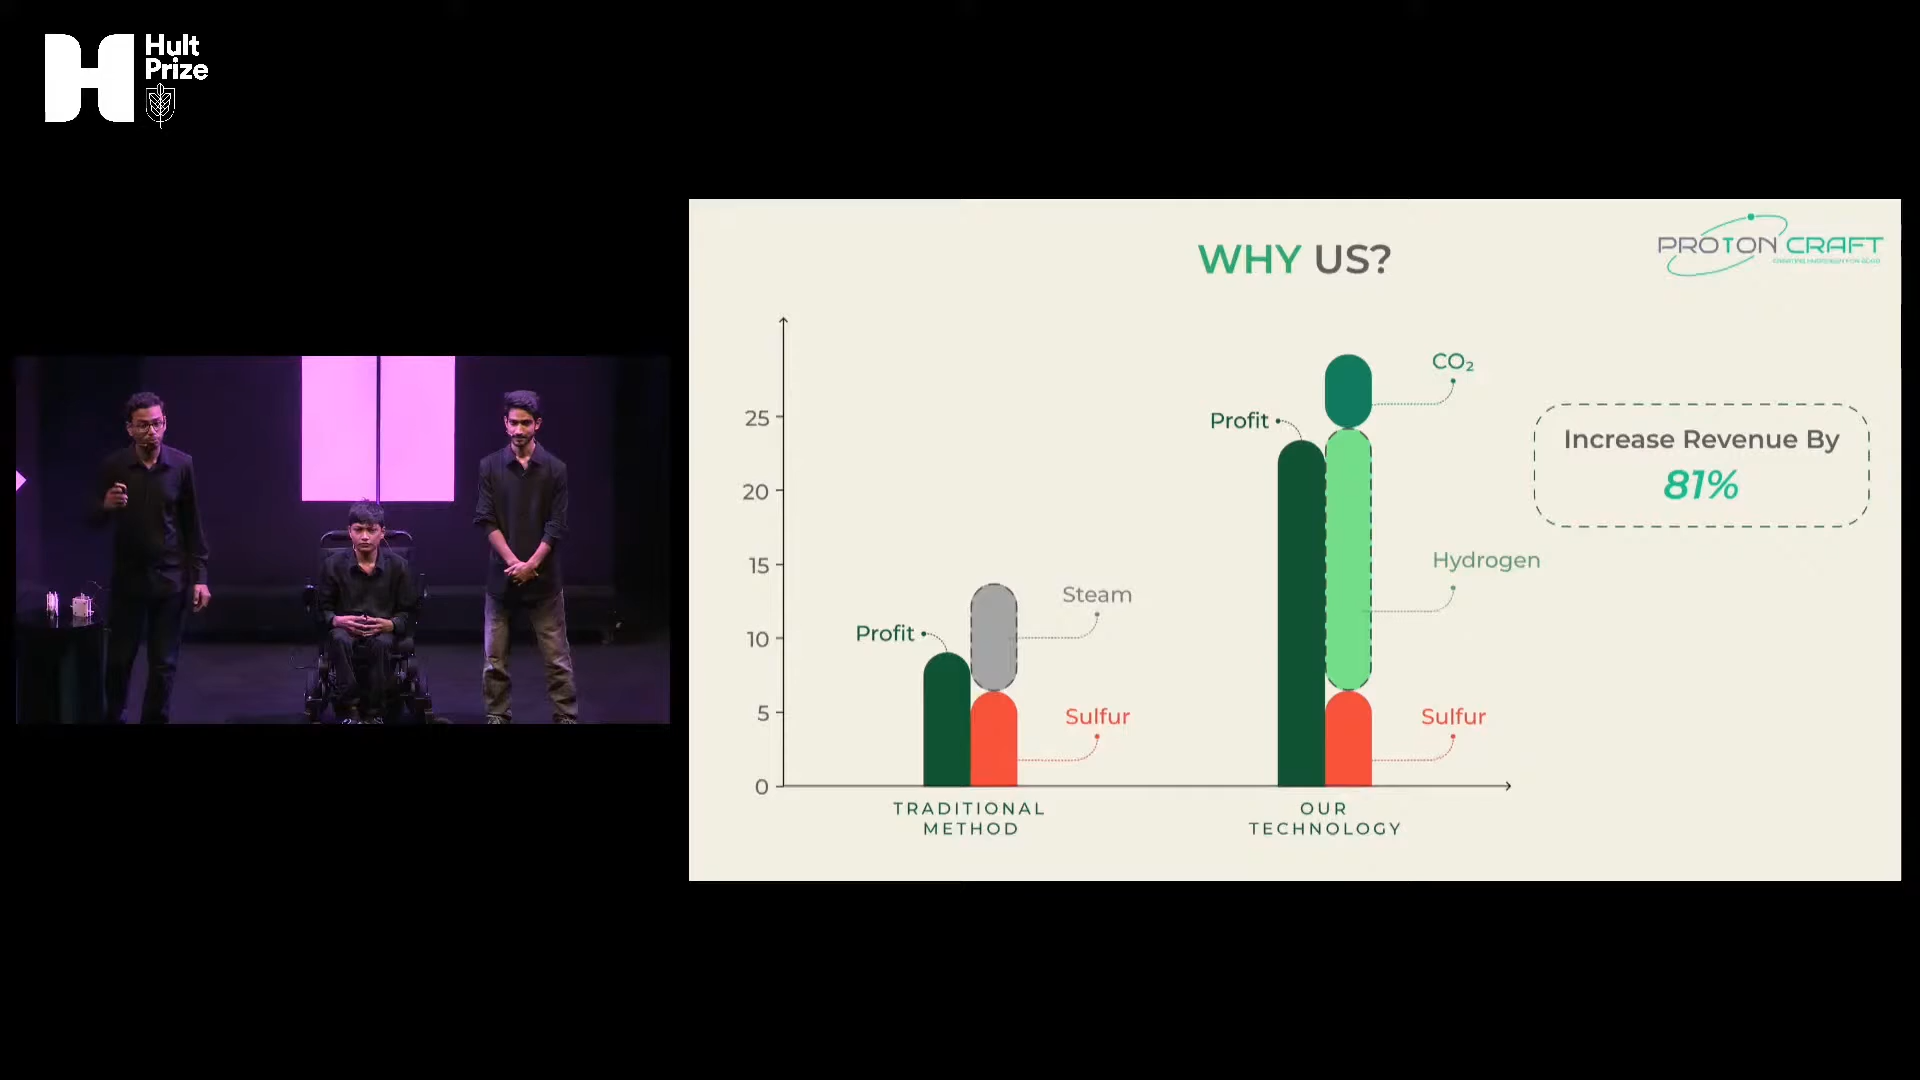 Hult
Prize
WHY US?
PROTON CRAFT
CO₂
25
Profit
Increase Revenue By
81%
20
15
Hydrogen
Steam
10
Profit
5
Sulfur
Sulfur
0
TRADITIONAL
METHOD
OUR
TECHNOLOGY